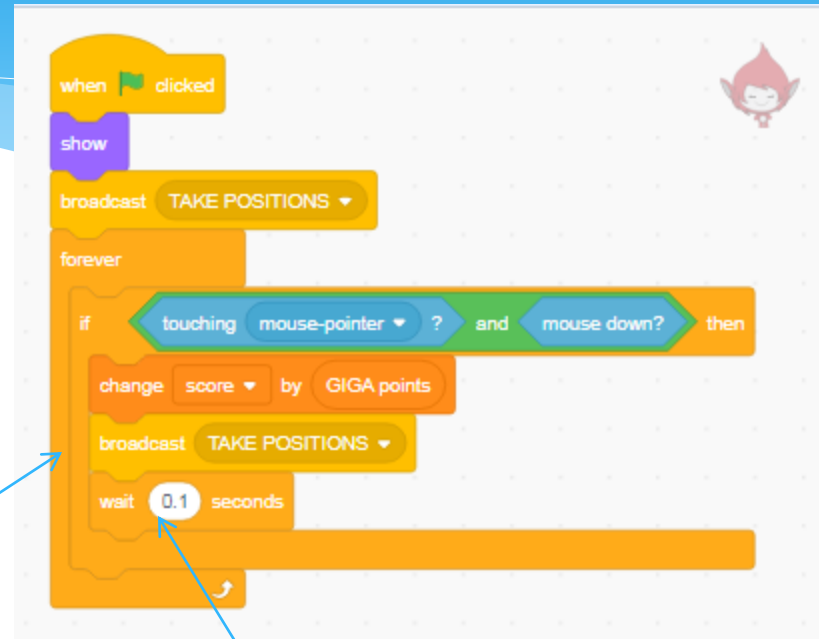 when clicked
show
broadcast TAKE POSITIONS
forever
if touching mouse-pointer ? and mouse down? then
change score by GIGA points
broadcast TAKE POSITIONS
wait 0.1 seconds